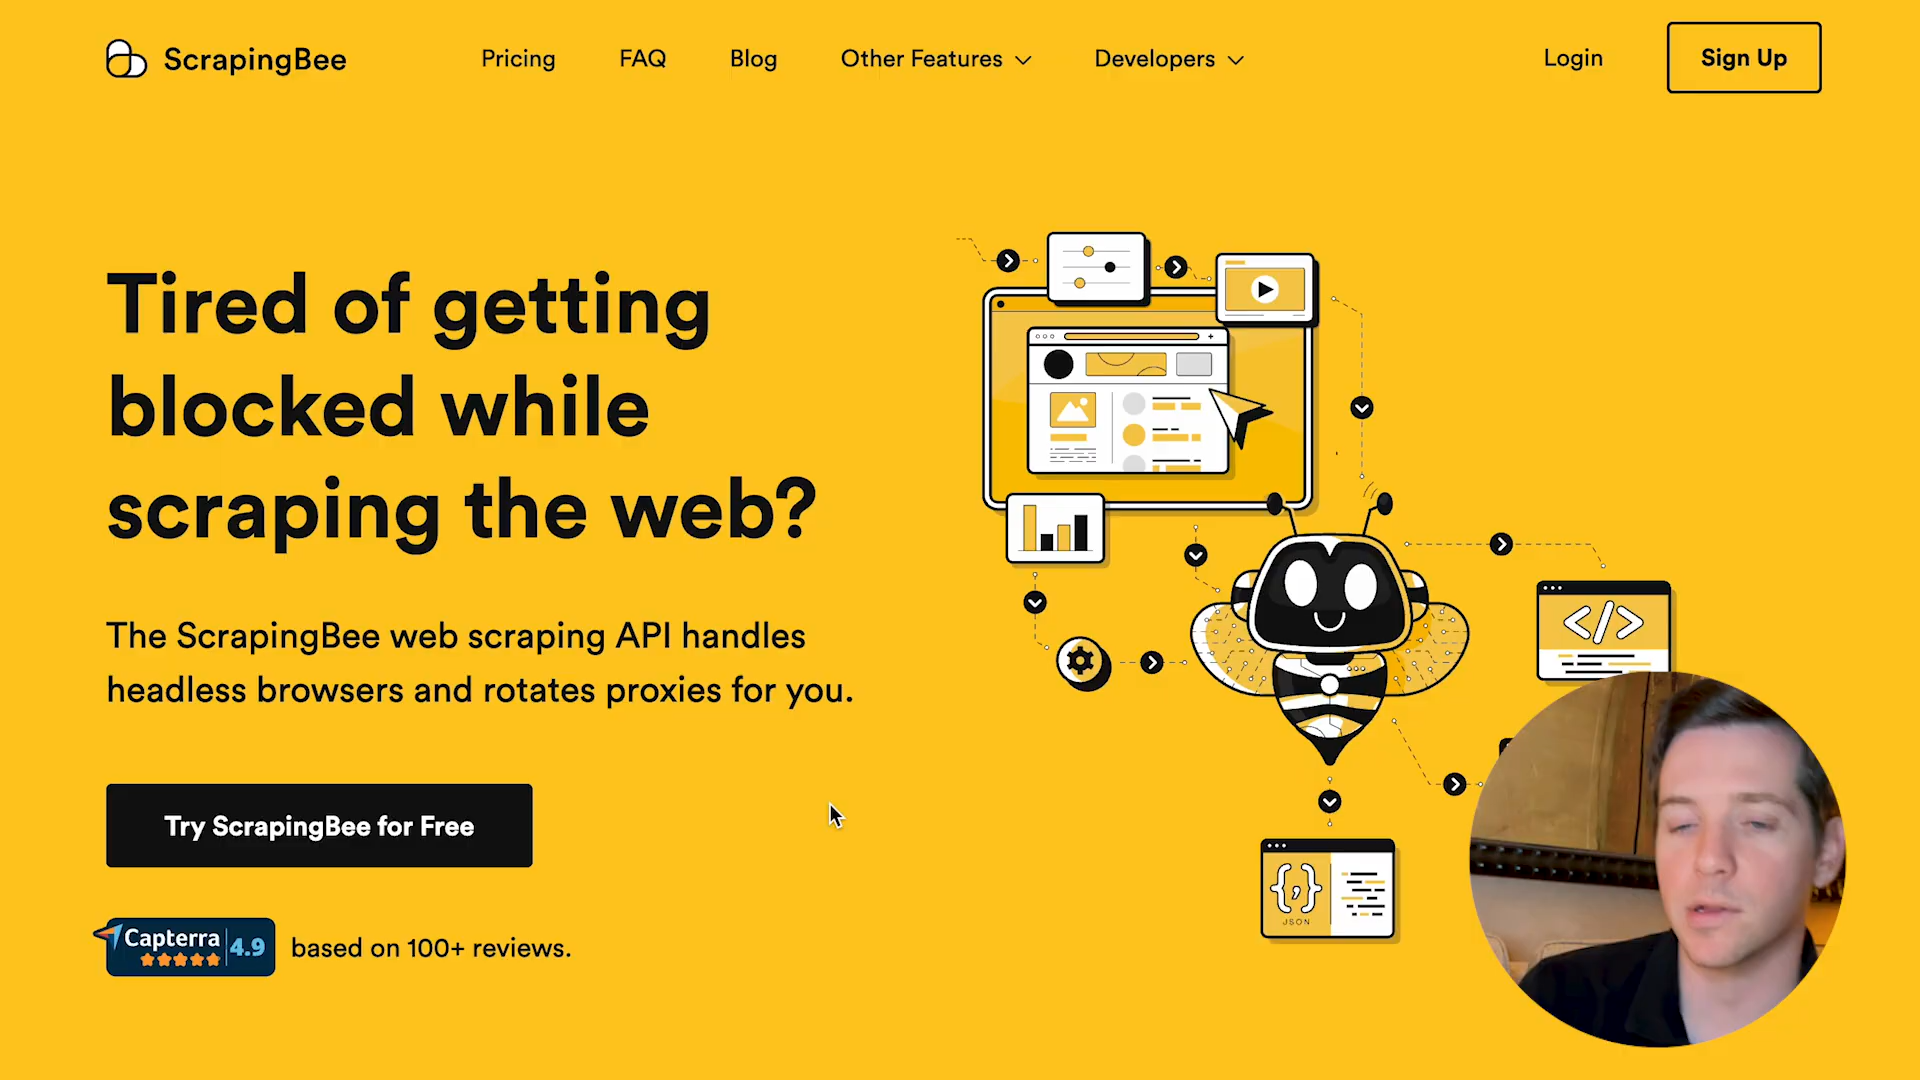 ScrapingBee
Pricing
FAQ
Blog
Other Features
Developers
Login
Sign Up
Tired of getting
blocked while
scraping the web?
The ScrapingBee web scraping API handles
headless browsers and rotates proxies for you.
Try ScrapingBee for Free
Capterra 4.9
based on 100+ reviews.
</>
{,}
JSON